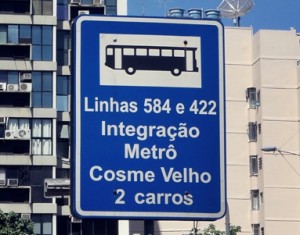 Linhas 584 e 422
Integração
Metrô
Cosme Velho
2 carros